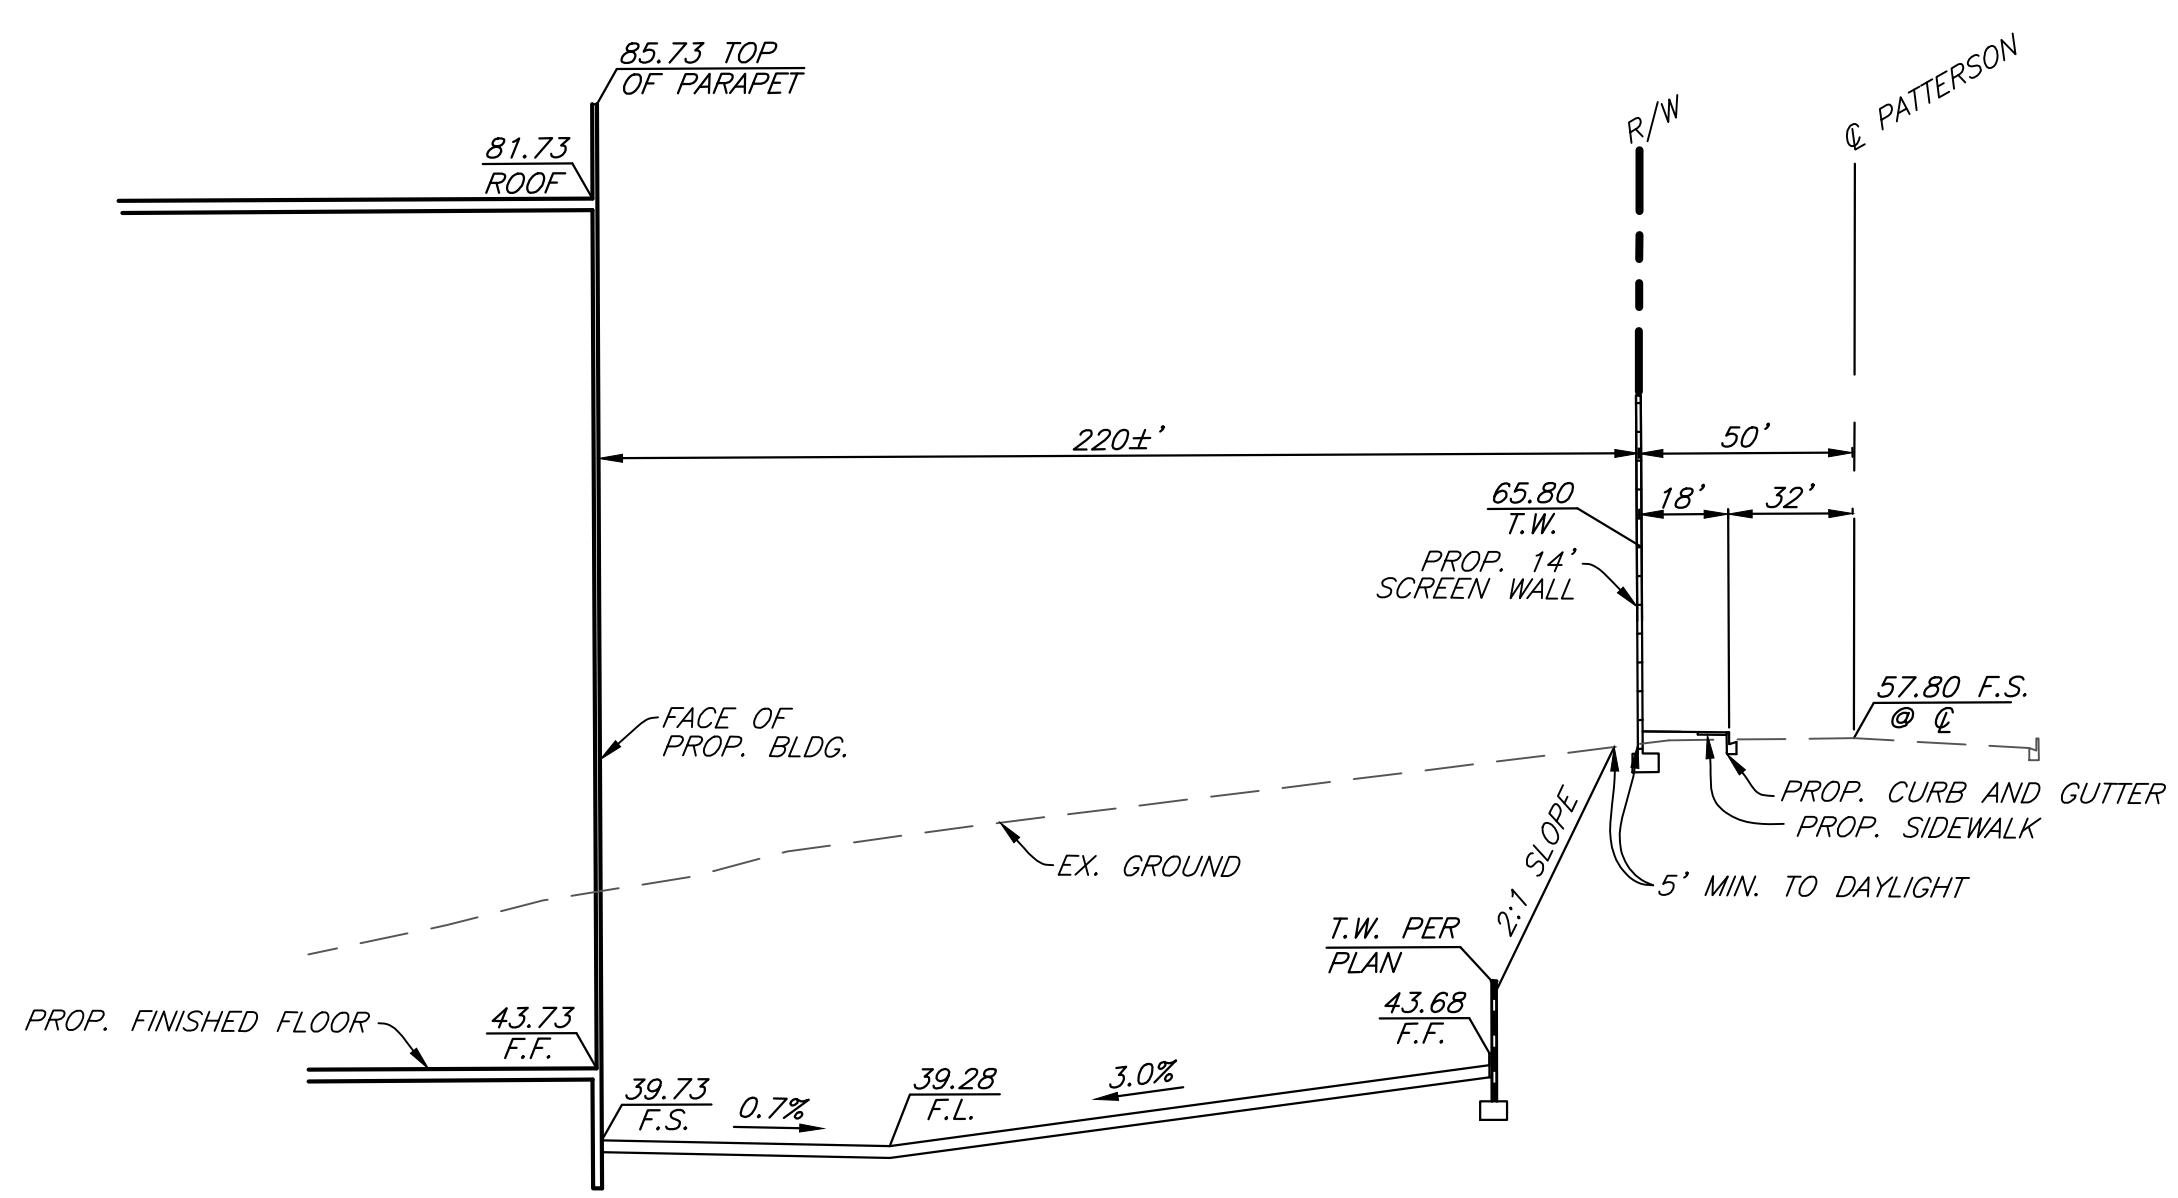 85.73 TOP
OF PARAPET
81.73
ROOF
R/W
℄ PATTERSON
220±'
50'
65.80
T.W.
18'
32'
PROP. 14'
SCREEN WALL
57.80 F.S.
@ ℄
FACE OF
PROP. BLDG.
PROP. CURB AND GUTTER
PROP. SIDEWALK
EX. GROUND
2:1 SLOPE
5' MIN. TO DAYLIGHT
T.W. PER
PLAN
PROP. FINISHED FLOOR
43.73
F.F.
43.68
F.F.
39.73
F.S.
0.7%
39.28
F.L.
3.0%